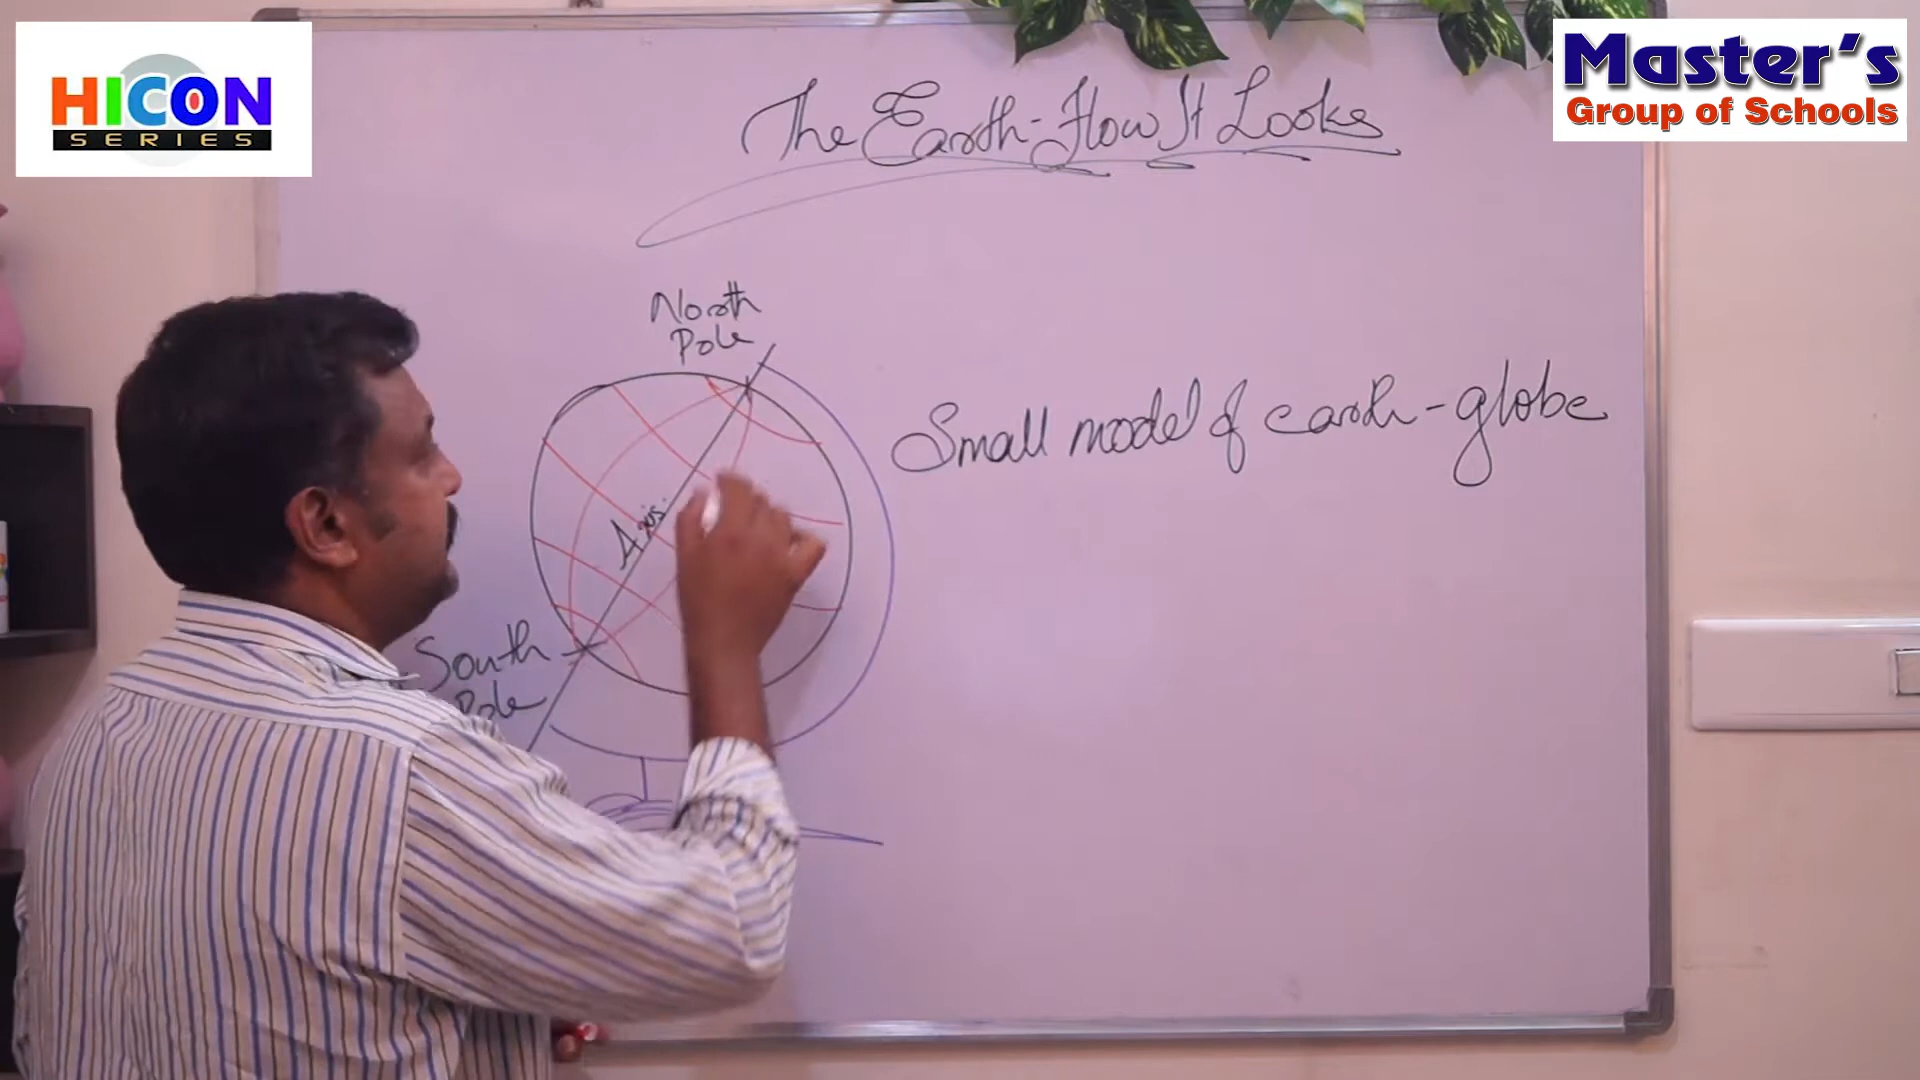 HICON
SERIES
Master's
Group of Schools
The Earth-How It Looks
North
Pole
Small model of earth-globe
Axis
South
Pole